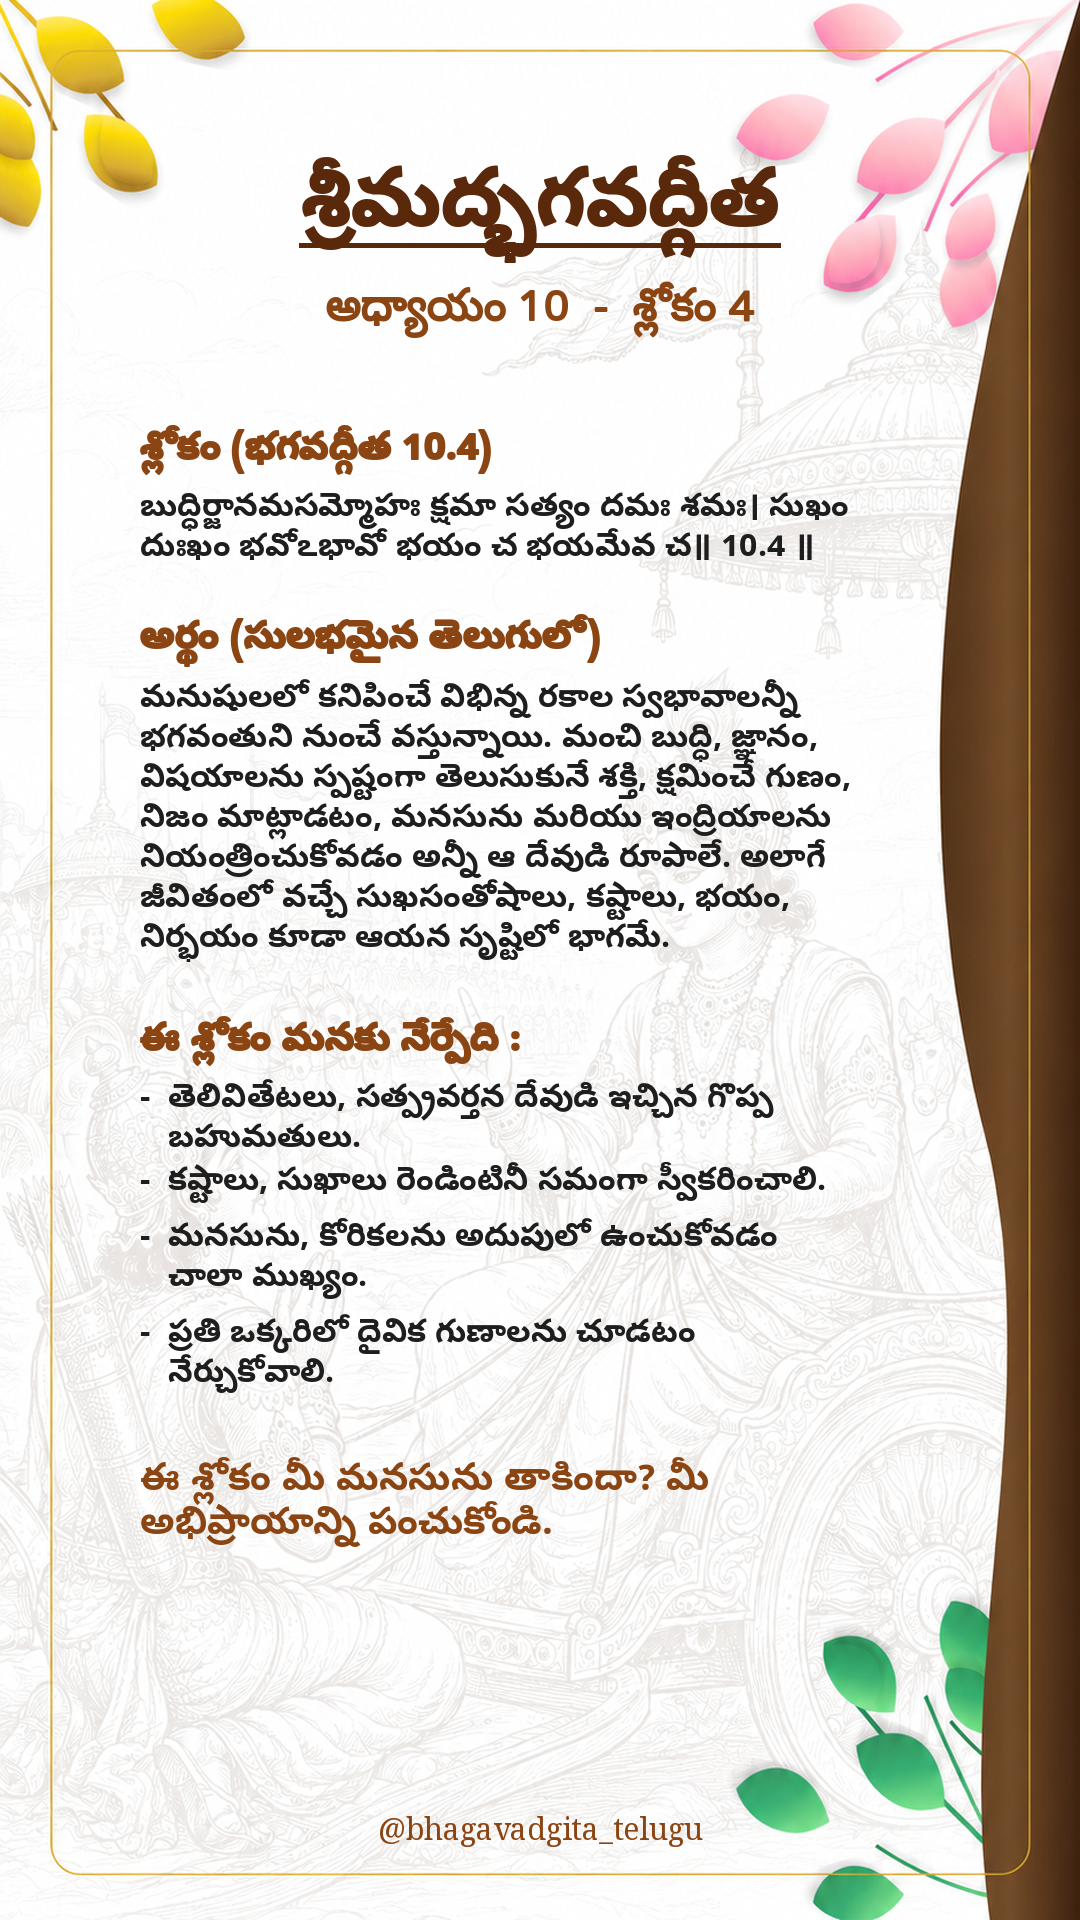 శ్రీమద్భగవద్గీత
అధ్యాయం 10 - శ్లోకం 4
శ్లోకం (భగవద్గీత 10.4)
బుద్ధిర్జానమసమ్మోహః క్షమా సత్యం దమః శమః| సుఖం
దుఃఖం భవోఽభావో భయం చ భయమేవ చ॥ 10.4 ॥
అర్థం (సులభమైన తెలుగులో)
మనుషులలో కనిపించే విభిన్న రకాల స్వభావాలన్నీ
భగవంతుని నుంచే వస్తున్నాయి. మంచి బుద్ధి, జ్ఞానం,
విషయాలను స్పష్టంగా తెలుసుకునే శక్తి, క్షమించే గుణం,
నిజం మాట్లాడటం, మనసును మరియు ఇంద్రియాలను
నియంత్రించుకోవడం అన్నీ ఆ దేవుడి రూపాలే. అలాగే
జీవితంలో వచ్చే సుఖసంతోషాలు, కష్టాలు, భయం,
నిర్భయం కూడా ఆయన సృష్టిలో భాగమే.
ఈ శ్లోకం మనకు నేర్పేది :
- తెలివితేటలు, సత్ప్రవర్తన దేవుడి ఇచ్చిన గొప్ప
బహుమతులు.
- కష్టాలు, సుఖాలు రెండింటినీ సమంగా స్వీకరించాలి.
- మనసును, కోరికలను అదుపులో ఉంచుకోవడం
చాలా ముఖ్యం.
- ప్రతి ఒక్కరిలో దైవిక గుణాలను చూడటం
నేర్చుకోవాలి.
ఈ శ్లోకం మీ మనసును తాకిందా? మీ
అభిప్రాయాన్ని పంచుకోండి.
@bhagavadgita_telugu